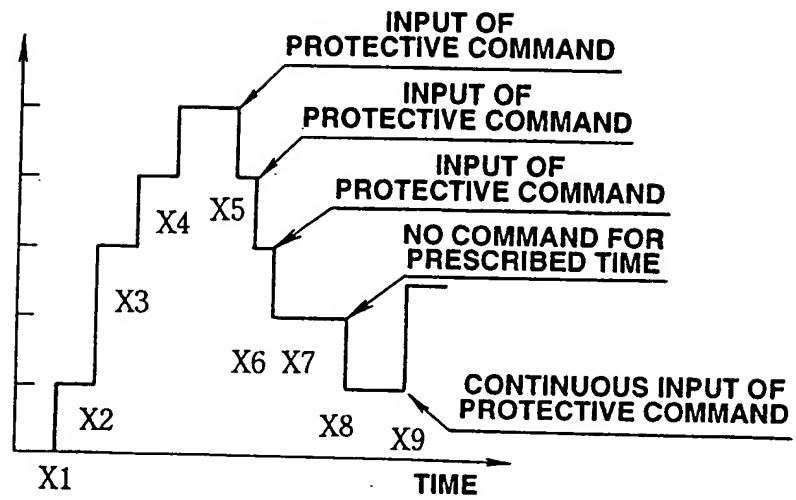 INPUT OF
PROTECTIVE COMMAND
INPUT OF
PROTECTIVE COMMAND
INPUT OF
PROTECTIVE COMMAND
X4
X5
NO COMMAND FOR
PRESCRIBED TIME
X3
X6
X7
CONTINUOUS INPUT OF
PROTECTIVE COMMAND
X2
X8
X9
X1
TIME